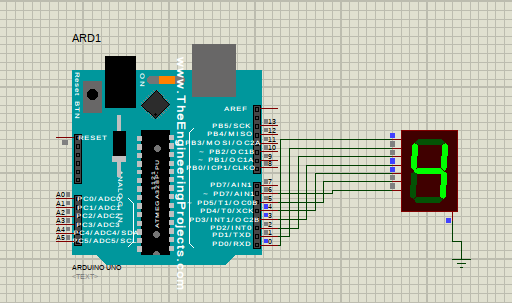 ARD1
Reset BTN
ON
www.TheEngineeringProjects.com
AREF
RESET
PB5/SCK
13
PB4/MISO
12
PB3/MOSI/OC2A
11
~ PB2/OC1B
10
~ PB1/OC1A
9
PB0/ICP1/CLKO
8
ATMEGA328P-PU
1121
ANALOG IN
PD7/AIN1
7
~ PD6/AIN0
6
PD5/T1/OC0B
5
PD4/T0/XCK
4
PD3/INT1/OC2B
3
PD2/INT0
2
PD1/TXD
1
PD0/RXD
0
A0
PC0/ADC0
A1
PC1/ADC1
A2
PC2/ADC2
A3
PC3/ADC3
A4
PC4/ADC4/SDA
A5
PC5/ADC5/SCL
ARDUINO UNO
<TEXT>
4